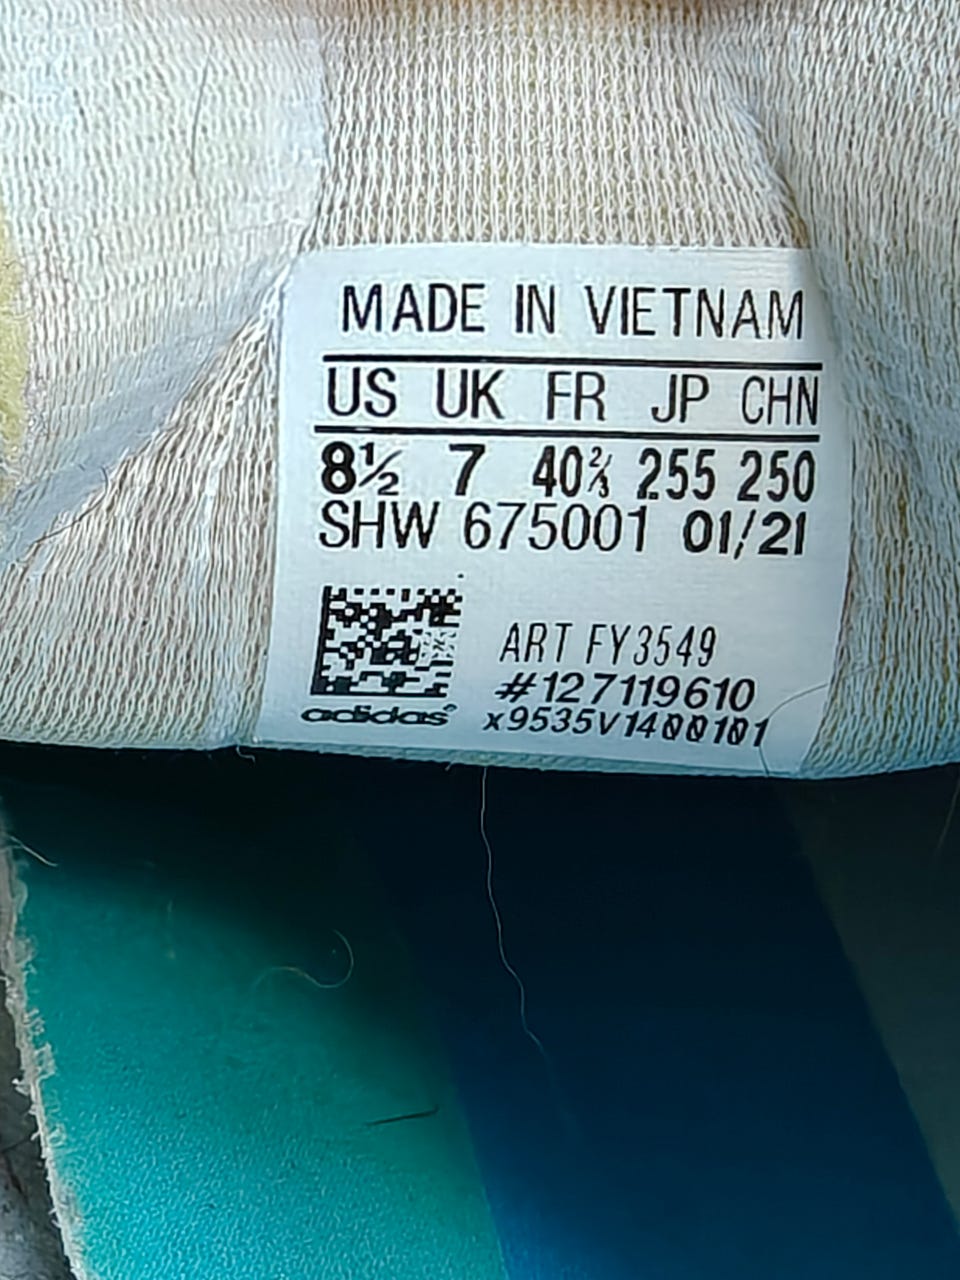 MADE IN VIETNAM
US UK FR JP CHN
8½ 7 40⅔ 255 250
SHW 675001 01/21
ART FY3549
#127119610
adidas
x9535V1400101